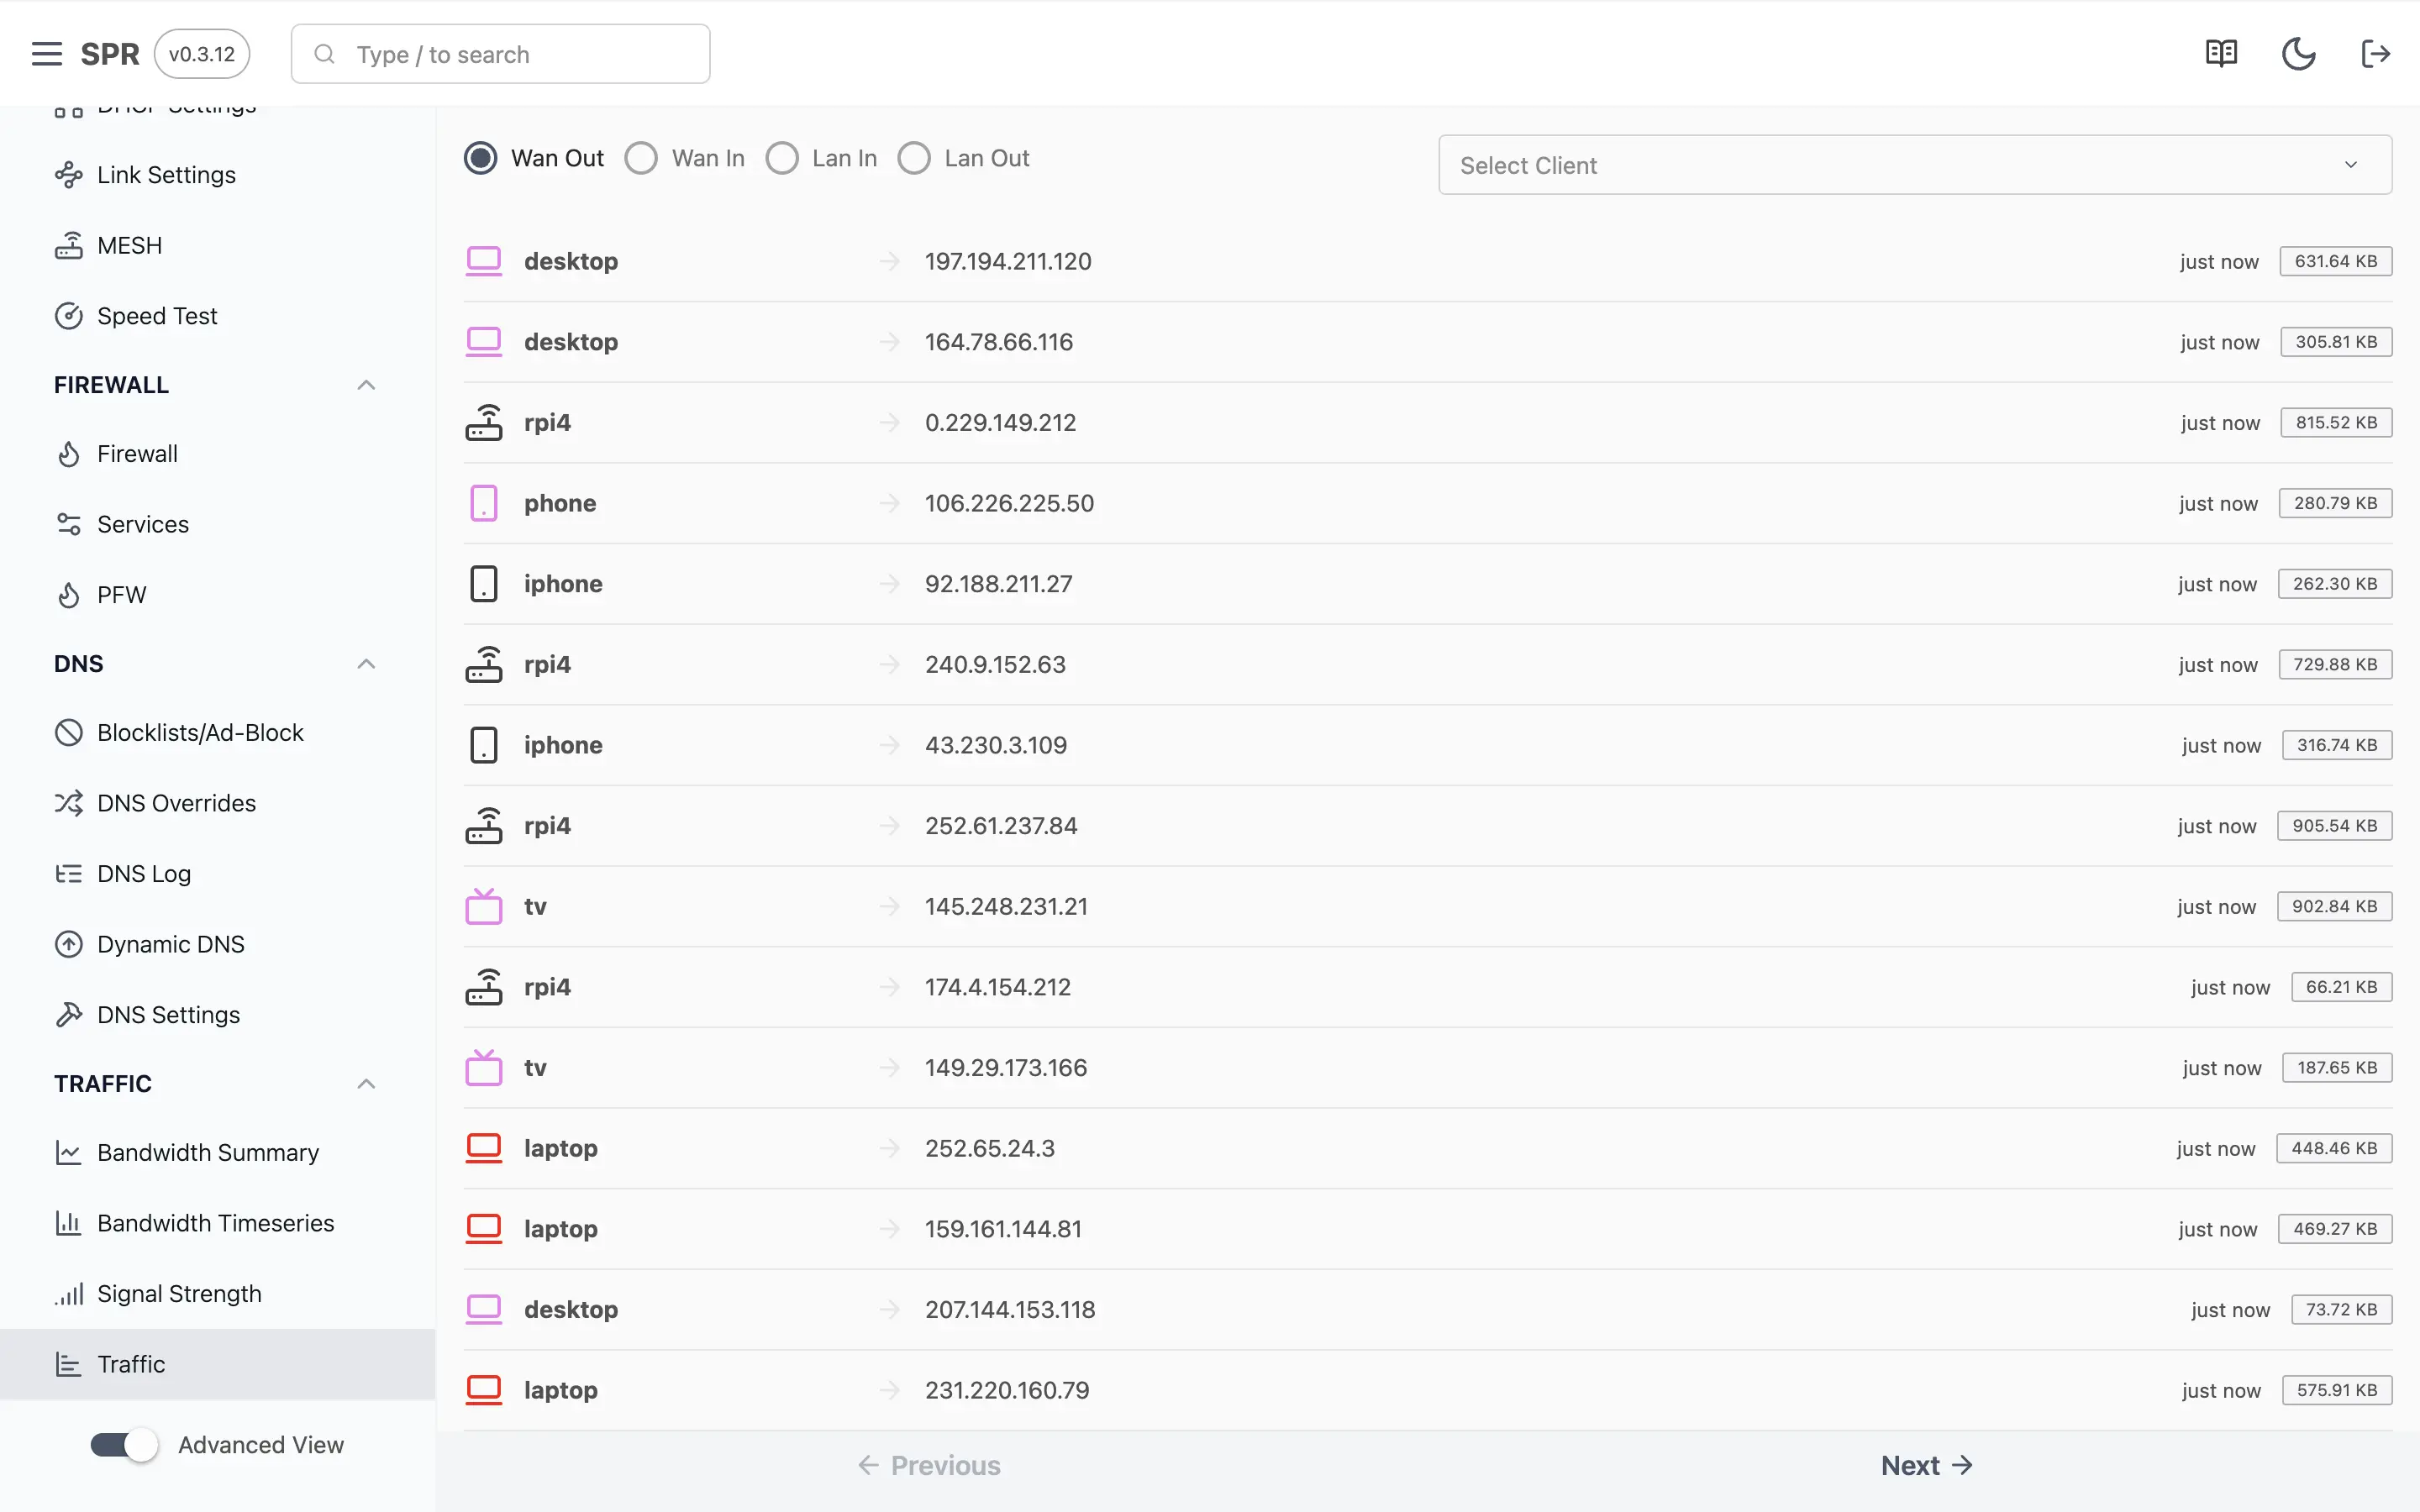 SPR v0.3.12 Type / to search
DHCP Settings
Link Settings
MESH
Speed Test
FIREWALL
Firewall
Services
PFW
DNS
Blocklists/Ad-Block
DNS Overrides
DNS Log
Dynamic DNS
DNS Settings
TRAFFIC
Bandwidth Summary
Bandwidth Timeseries
Signal Strength
Traffic
Advanced View
Wan Out Wan In Lan In Lan Out Select Client
desktop 197.194.211.120 just now 631.64 KB
desktop 164.78.66.116 just now 305.81 KB
rpi4 0.229.149.212 just now 815.52 KB
phone 106.226.225.50 just now 280.79 KB
iphone 92.188.211.27 just now 262.30 KB
rpi4 240.9.152.63 just now 729.88 KB
iphone 43.230.3.109 just now 316.74 KB
rpi4 252.61.237.84 just now 905.54 KB
tv 145.248.231.21 just now 902.84 KB
rpi4 174.4.154.212 just now 66.21 KB
tv 149.29.173.166 just now 187.65 KB
laptop 252.65.24.3 just now 448.46 KB
laptop 159.161.144.81 just now 469.27 KB
desktop 207.144.153.118 just now 73.72 KB
laptop 231.220.160.79 just now 575.91 KB
Previous Next